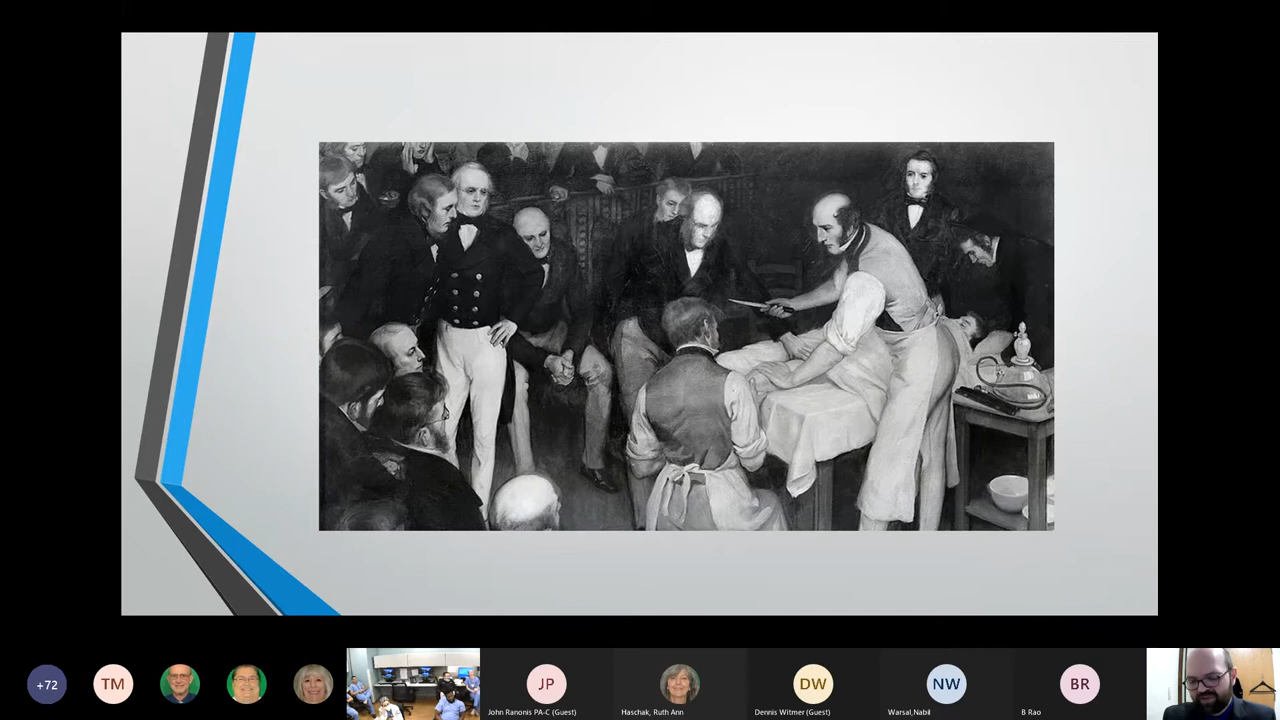 +72
TM
JP
John Ranonis PA-C (Guest)
Haschak, Ruth Ann
DW
Dennis Witmer (Guest)
NW
Warsal,Nabil
BR
B Rao